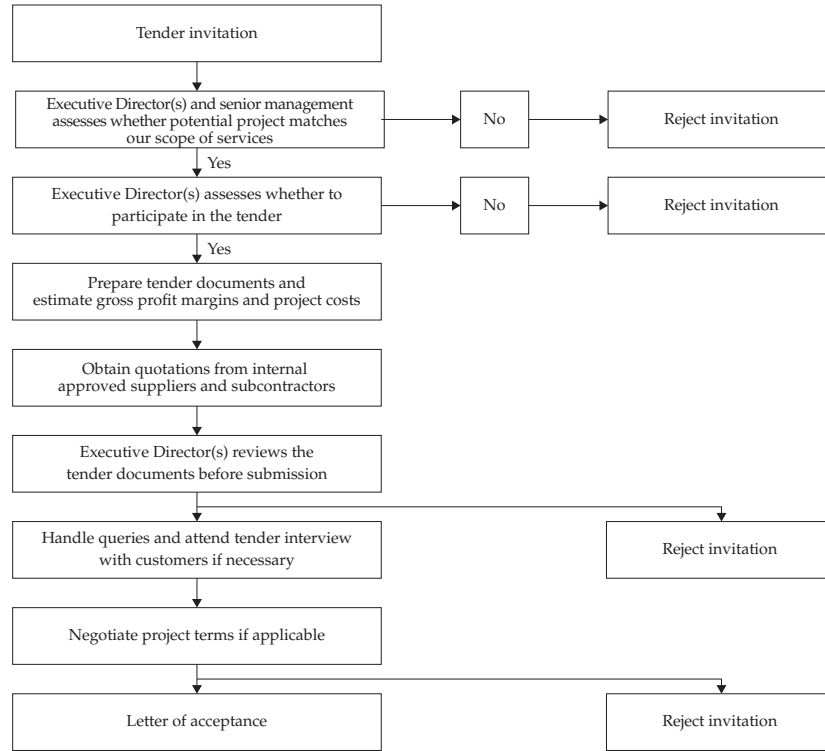 Tender invitation
Executive Director(s) and senior management
assesses whether potential project matches
our scope of services
No
Reject invitation
Yes
Executive Director(s) assesses whether to
participate in the tender
No
Reject invitation
Yes
Prepare tender documents and
estimate gross profit margins and project costs
Obtain quotations from internal
approved suppliers and subcontractors
Executive Director(s) reviews the
tender documents before submission
Handle queries and attend tender interview
with customers if necessary
Reject invitation
Negotiate project terms if applicable
Letter of acceptance
Reject invitation